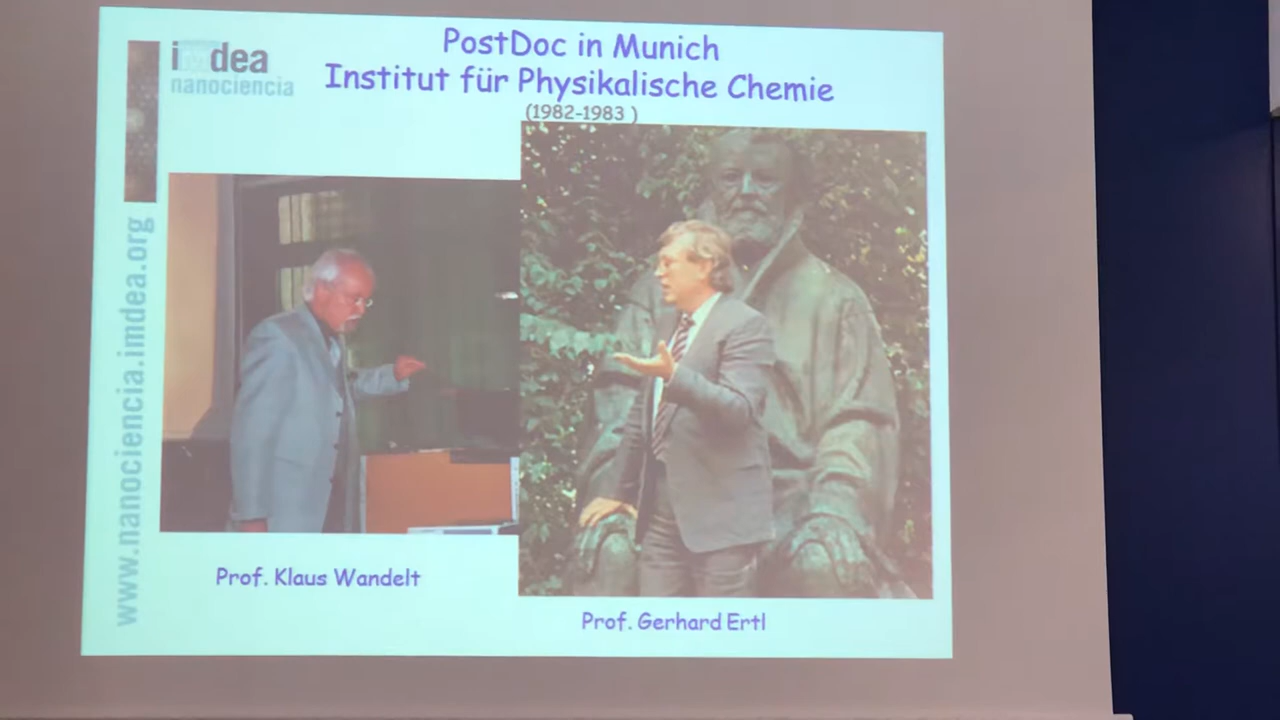 PostDoc in Munich
Institut für Physikalische Chemie
(1982-1983 )
imdea
nanociencia
www.nanociencia.imdea.org
Prof. Klaus Wandelt
Prof. Gerhard Ertl